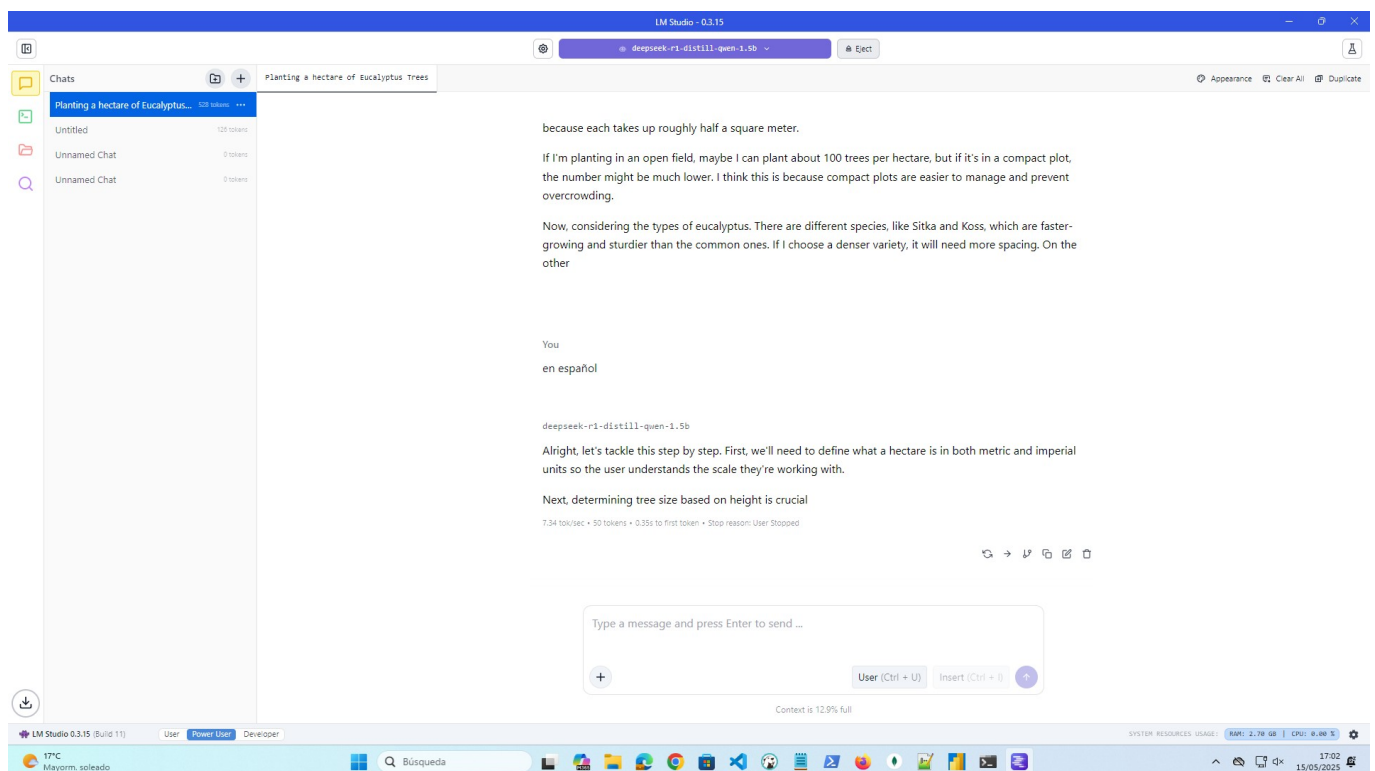 LM Studio - 0.3.15
deepseek-r1-distill-qwen-1.5b
Eject
Chats
Planting a hectare of Eucalyptus Trees
Appearance
Clear All
Duplicate
Planting a hectare of Eucalyptus... 528 tokens ...
Untitled 128 tokens
Unnamed Chat 0 tokens
Unnamed Chat 0 tokens
because each takes up roughly half a square meter.
If I'm planting in an open field, maybe I can plant about 100 trees per hectare, but if it's in a compact plot,
the number might be much lower. I think this is because compact plots are easier to manage and prevent
overcrowding.
Now, considering the types of eucalyptus. There are different species, like Sitka and Koss, which are faster-
growing and sturdier than the common ones. If I choose a denser variety, it will need more spacing. On the
other
You
en español
deepseek-r1-distill-qwen-1.5b
Alright, let's tackle this step by step. First, we'll need to define what a hectare is in both metric and imperial
units so the user understands the scale they're working with.
Next, determining tree size based on height is crucial
7.34 tok/sec • 50 tokens • 0.35s to first token • Stop reason: User Stopped
Type a message and press Enter to send ...
User (Ctrl + U)
Insert (Ctrl + I)
Context is 12.9% full
LM Studio 0.3.15 (Build 11)
User
Power User
Developer
SYSTEM RESOURCES USAGE: RAM: 2.70 GB | CPU: 0.00 %
17°C
Mayorm. soleado
Búsqueda
17:02
15/05/2025